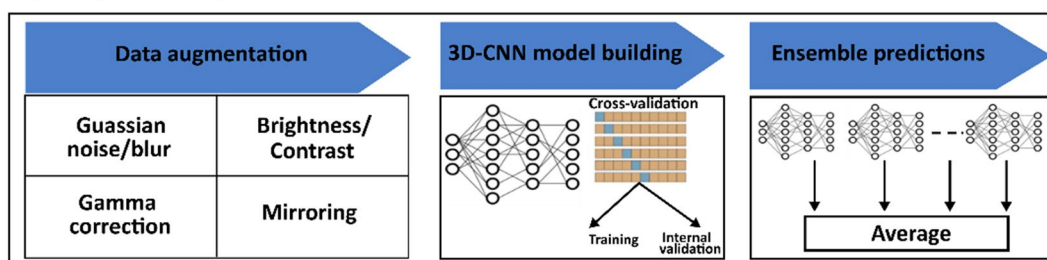 Data augmentation
3D-CNN model building
Ensemble predictions
Guassian
noise/blur
Brightness/
Contrast
Gamma
correction
Mirroring
Cross-validation
Training
Internal
validation
Average